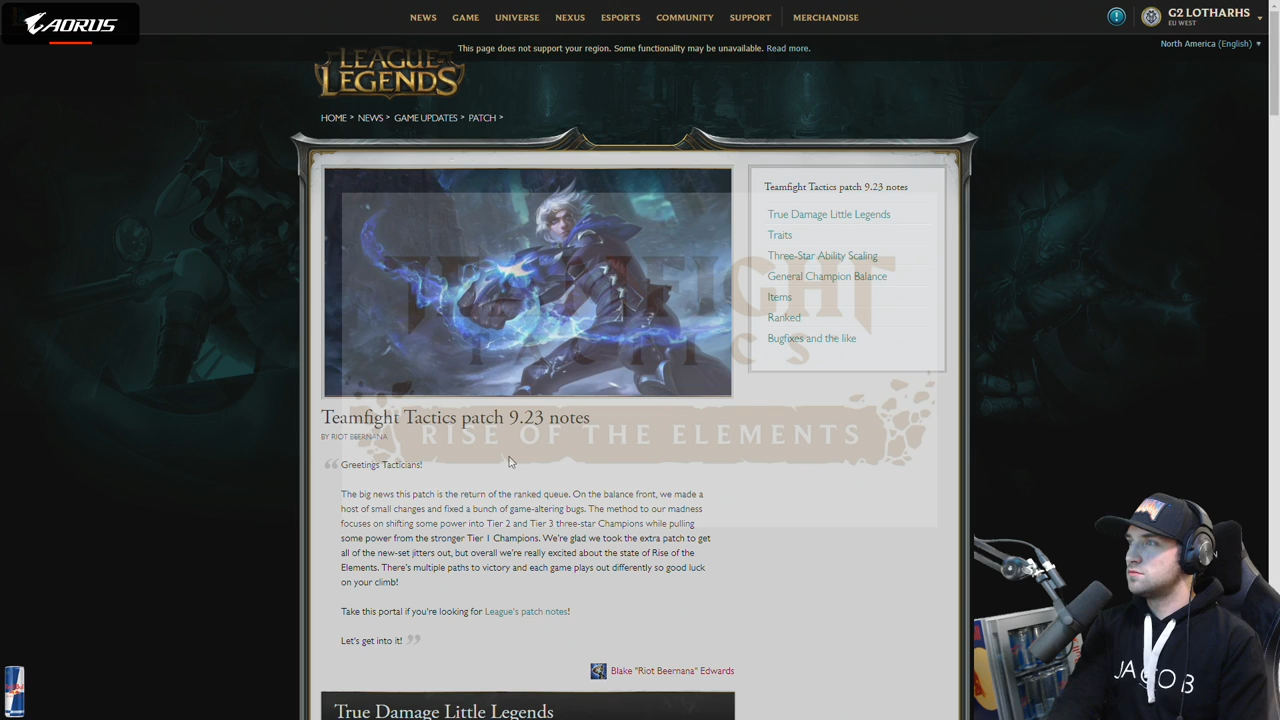 AORUS
NEWS GAME UNIVERSE NEXUS ESPORTS COMMUNITY SUPPORT MERCHANDISE
G2 LOTHARHS
EU WEST
This page does not support your region. Some functionality may be unavailable. Read more.
North America (English)
LEAGUE OF LEGENDS
HOME > NEWS > GAME UPDATES > PATCH >
Teamfight Tactics patch 9.23 notes
True Damage Little Legends
Traits
Three-Star Ability Scaling
General Champion Balance
Items
Ranked
Bugfixes and the like
TEAMFIGHT
TACTICS
RISE OF THE ELEMENTS
Teamfight Tactics patch 9.23 notes
BY RIOT BEERNANA
Greetings Tacticians!
The big news this patch is the return of the ranked queue. On the balance front, we made a
host of small changes and fixed a bunch of game-altering bugs. The method to our madness
focuses on shifting some power into Tier 2 and Tier 3 three-star Champions while pulling
some power from the stronger Tier 1 Champions. We're glad we took the extra patch to get
all of the new-set jitters out, but overall we're really excited about the state of Rise of the
Elements. There's multiple paths to victory and each game plays out differently so good luck
on your climb!
Take this portal if you're looking for League's patch notes!
Let's get into it!
Blake "Riot Beernana" Edwards
True Damage Little Legends
JACOB